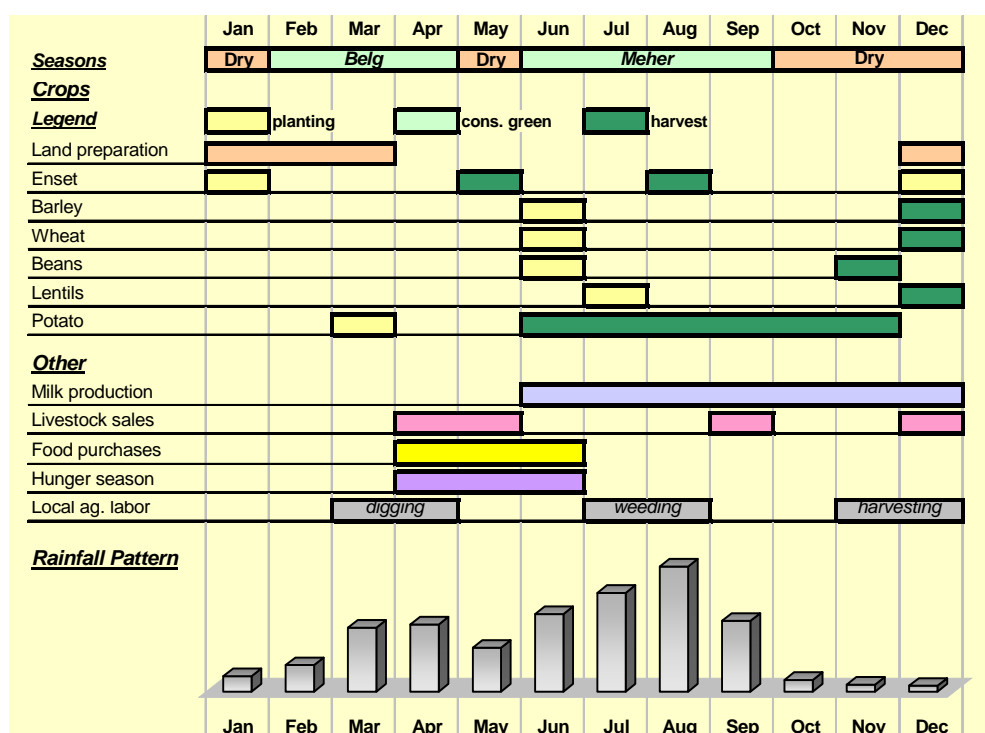 Jan Feb Mar Apr May Jun Jul Aug Sep Oct Nov Dec
Seasons Dry Belg Dry Meher Dry
Crops
Legend planting cons. green harvest
Land preparation
Enset
Barley
Wheat
Beans
Lentils
Potato
Other
Milk production
Livestock sales
Food purchases
Hunger season
Local ag. labor digging weeding harvesting
Rainfall Pattern
Jan Feb Mar Apr May Jun Jul Aug Sep Oct Nov Dec